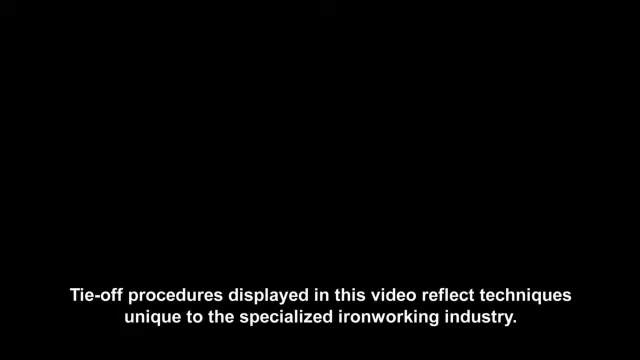 Tie-off procedures displayed in this video reflect techniques
unique to the specialized ironworking industry.